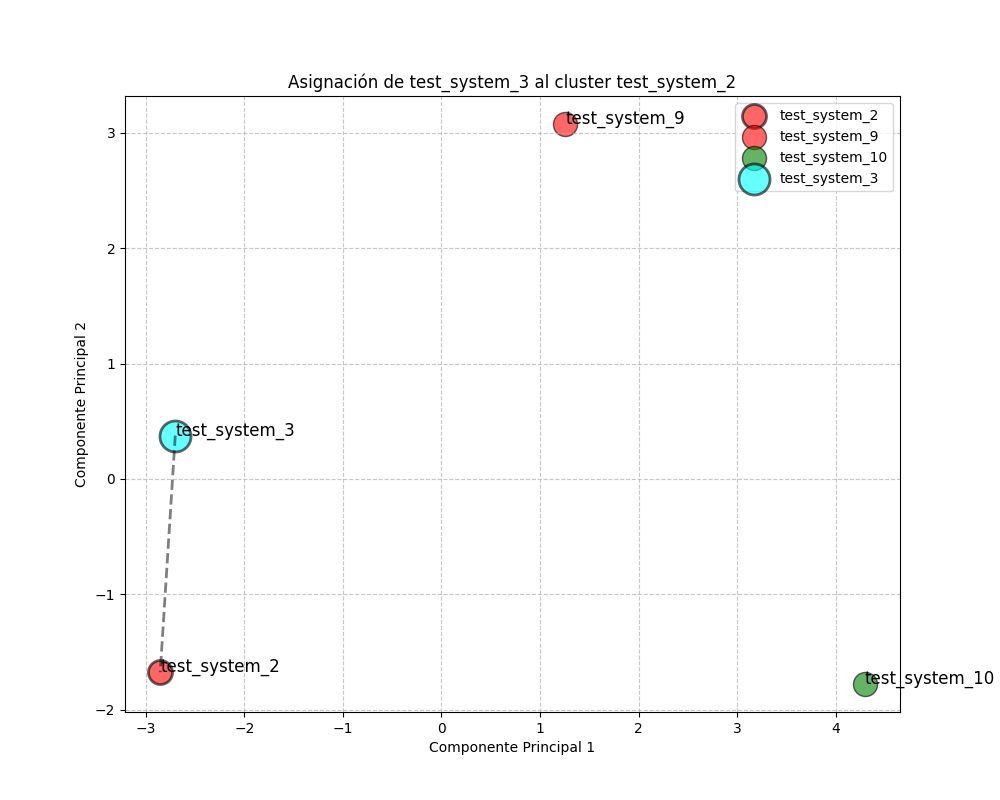 Asignación de test_system_3 al cluster test_system_2
test_system_9
test_system_2
test_system_9
test_system_10
test_system_3
3
2
1
0
−1
−2
Componente Principal 2
test_system_3
test_system_2
test_system_10
−3
−2
−1
0
1
2
3
4
Componente Principal 1